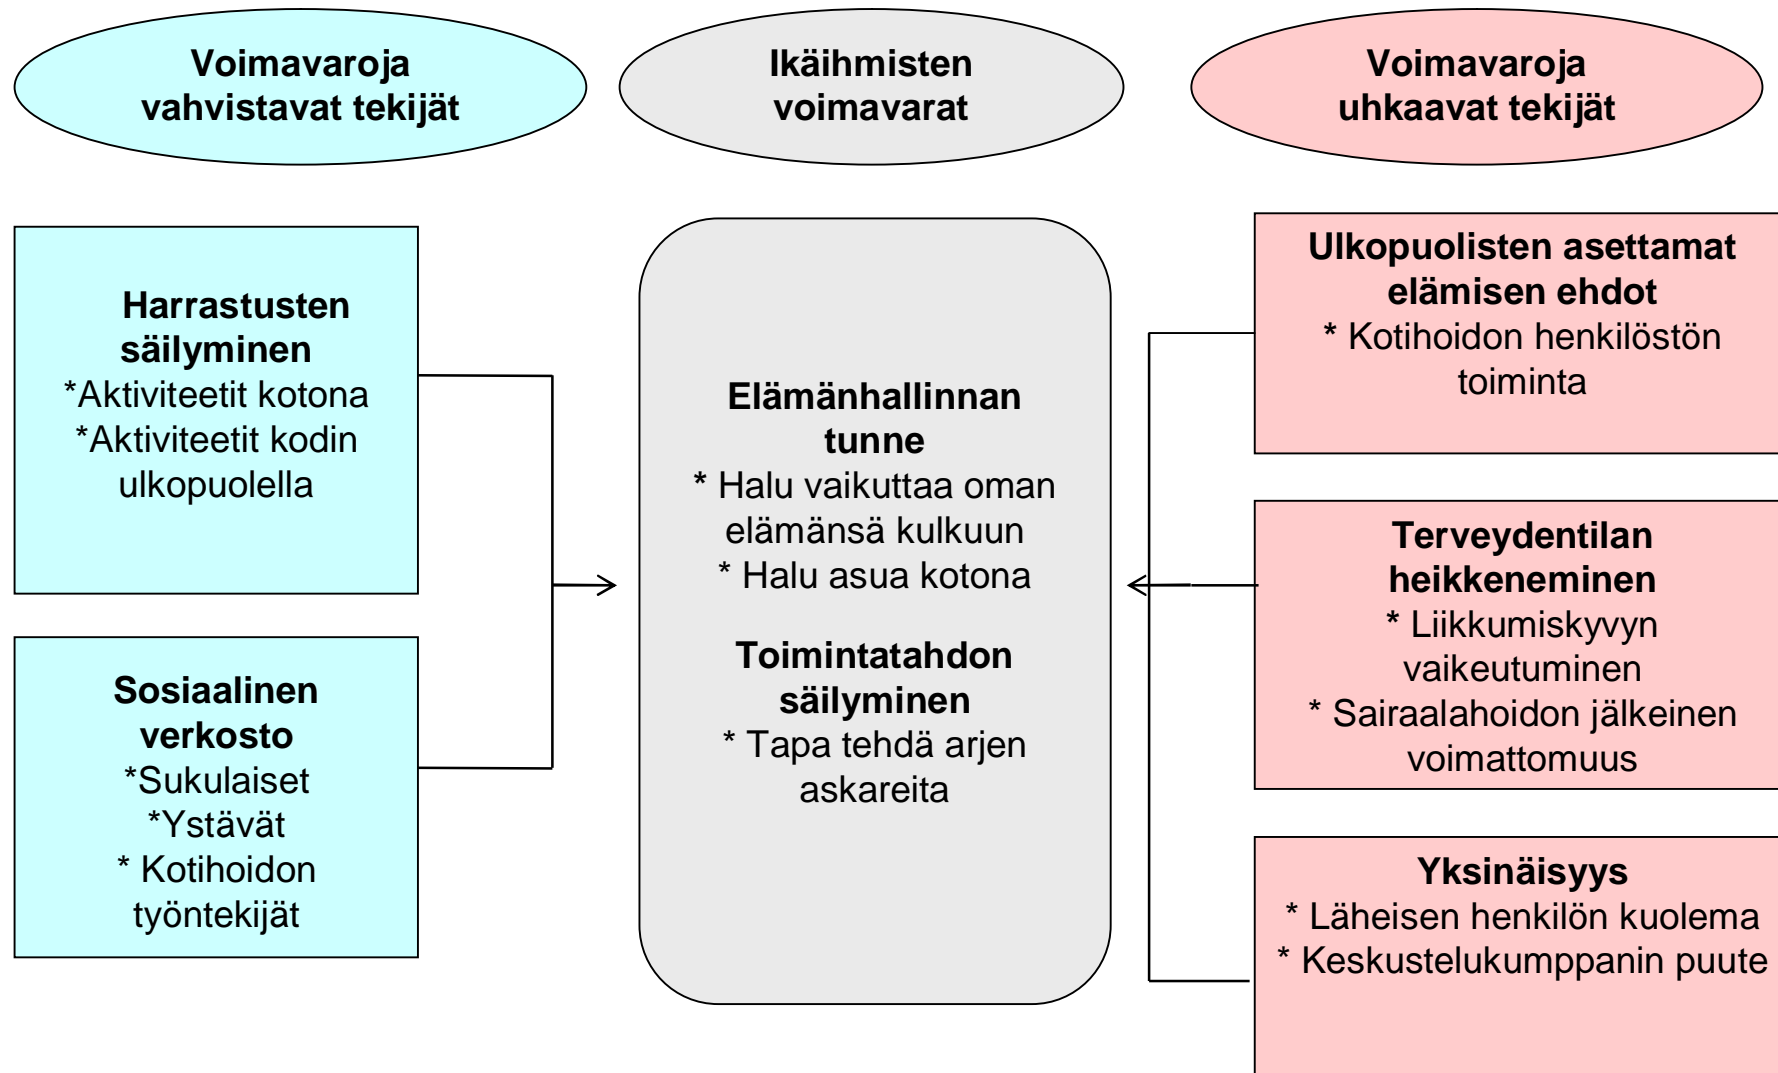 Voimavaroja
vahvistavat tekijät
Ikäihmisten
voimavarat
Voimavaroja
uhkaavat tekijät
Harrastusten
säilyminen
*Aktiviteetit kotona
*Aktiviteetit kodin
ulkopuolella
Sosiaalinen
verkosto
*Sukulaiset
*Ystävät
* Kotihoidon
työntekijät
Elämänhallinnan
tunne
* Halu vaikuttaa oman
elämänsä kulkuun
* Halu asua kotona
Toimintatahdon
säilyminen
* Tapa tehdä arjen
askareita
Ulkopuolisten asettamat
elämisen ehdot
* Kotihoidon henkilöstön
toiminta
Terveydentilan
heikkeneminen
* Liikkumiskyvyn
vaikeutuminen
* Sairaalahoidon jälkeinen
voimattomuus
Yksinäisyys
* Läheisen henkilön kuolema
* Keskustelukumppanin puute